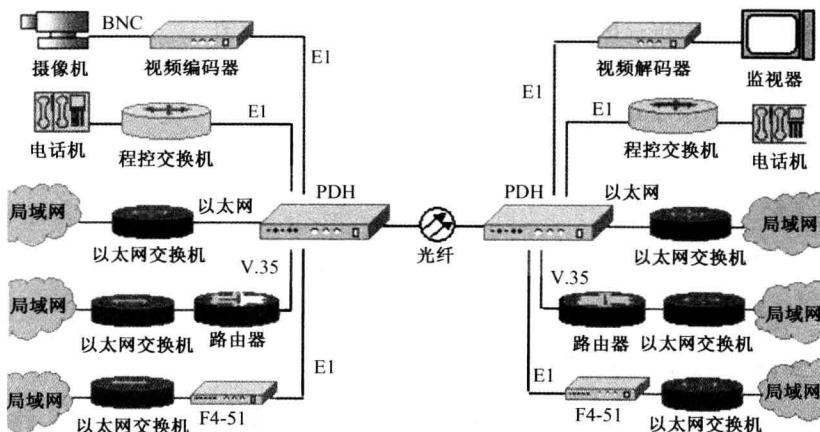 BNC
摄像机
视频编码器
E1
视频解码器
监视器
E1
电话机
E1
程控交换机
E1
程控交换机
电话机
局域网
以太网
PDH
光纤
PDH
以太网
局域网
以太网交换机
以太网交换机
V.35
V.35
局域网
以太网交换机
路由器
路由器
以太网交换机
局域网
E1
E1
局域网
以太网交换机
F4-51
F4-51
以太网交换机
局域网